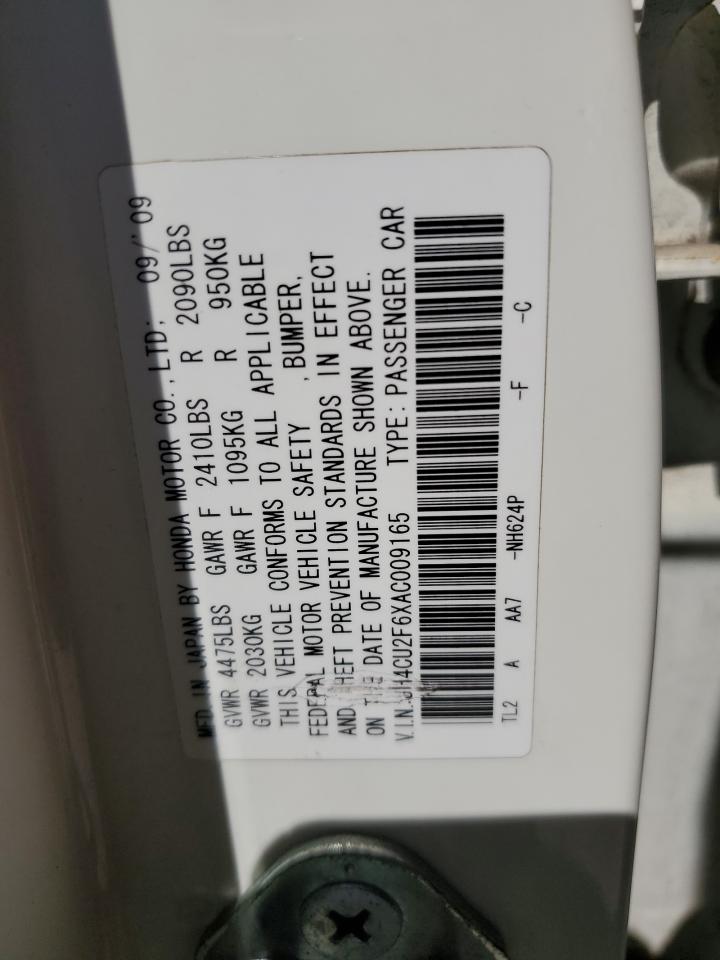 MFD IN JAPAN BY HONDA MOTOR CO., LTD; 09/'09
GVWR 4475LBS GAWR F 2410LBS R 2090LBS
GVWR 2030KG GAWR F 1095KG R 950KG
THIS VEHICLE CONFORMS TO ALL APPLICABLE
FEDERAL MOTOR VEHICLE SAFETY ,BUMPER,
AND THEFT PREVENTION STANDARDS IN EFFECT
ON THE DATE OF MANUFACTURE SHOWN ABOVE.
V.I.N. JH4CU2F6XAC009165 TYPE: PASSENGER CAR
TL2 A AA7 -NH624P -F -C